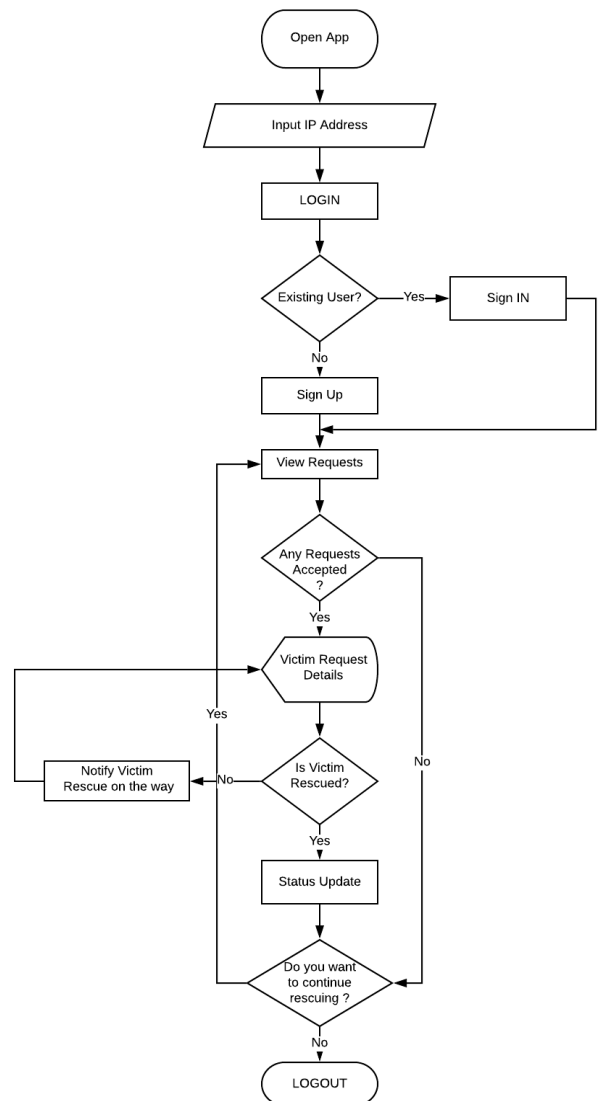 Open App
Input IP Address
LOGIN
Existing User?
Yes
Sign IN
No
Sign Up
View Requests
Any Requests
Accepted
?
Yes
Victim Request
Details
Yes
Is Victim
Rescued?
No
Notify Victim
Rescue on the way
No
Yes
Status Update
Do you want
to continue
rescuing ?
No
LOGOUT